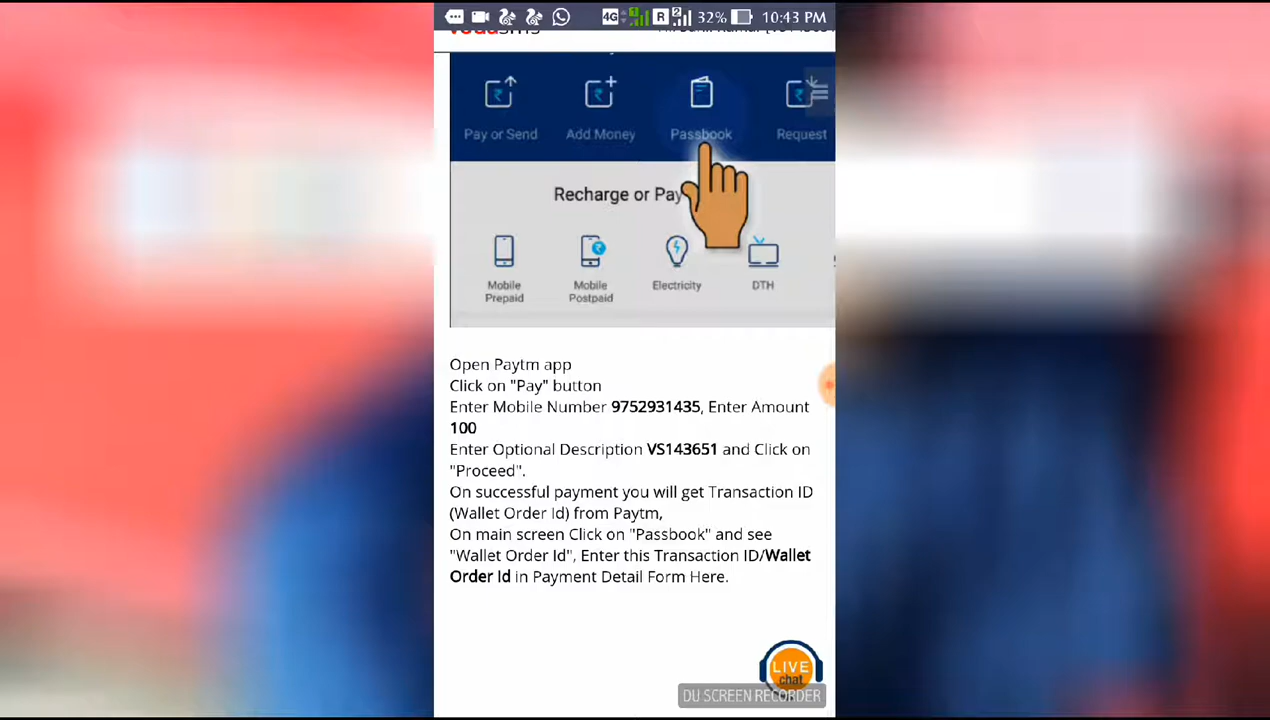 4G R 2 32% 10:43 PM
Pay or Send Add Money Passbook Request
Recharge or Pay
Mobile Prepaid Mobile Postpaid Electricity DTH
Open Paytm app
Click on "Pay" button
Enter Mobile Number 9752931435, Enter Amount
100
Enter Optional Description VS143651 and Click on
"Proceed".
On successful payment you will get Transaction ID
(Wallet Order Id) from Paytm,
On main screen Click on "Passbook" and see
"Wallet Order Id", Enter this Transaction ID/Wallet
Order Id in Payment Detail Form Here.
LIVE
chat
DU SCREEN RECORDER